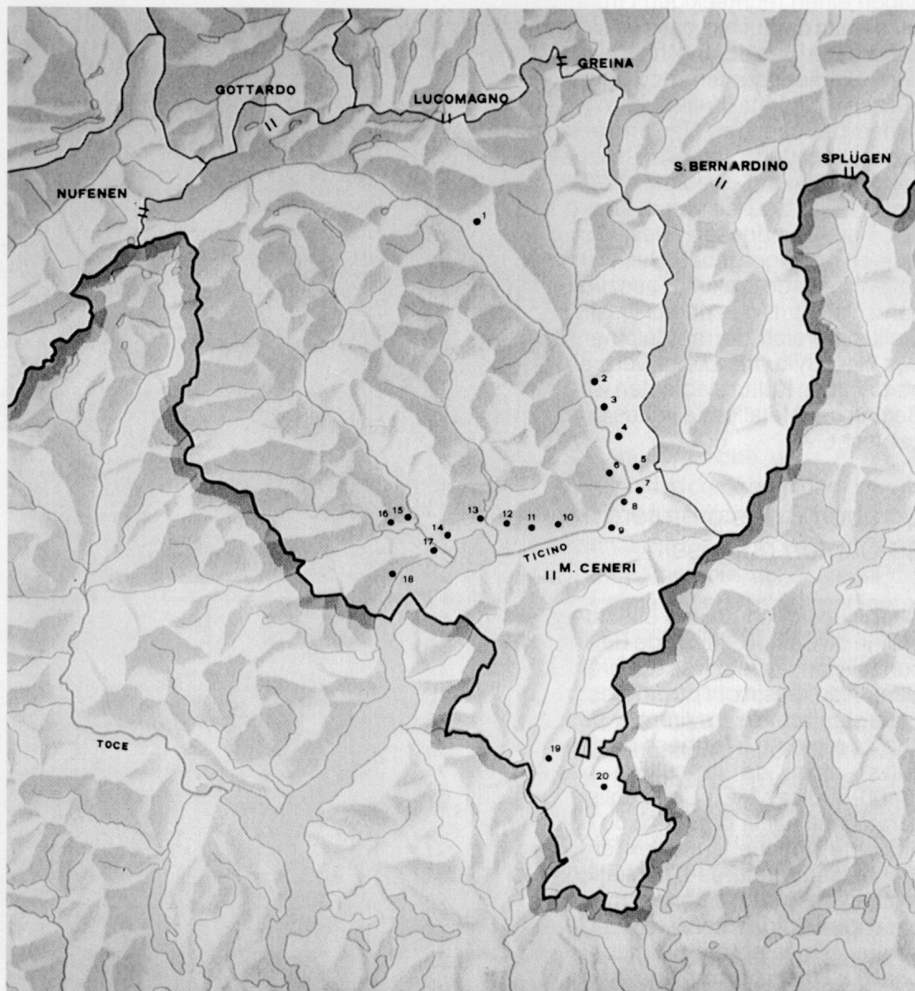 GREINA
GOTTARDO
LUCOMAGNO
S. BERNARDINO
SPLÜGEN
NUFENEN
1
2
3
4
5
6
7
8
9
10
11
12
13
14
15
16
17
18
TICINO
M. CENERI
TOCE
19
20